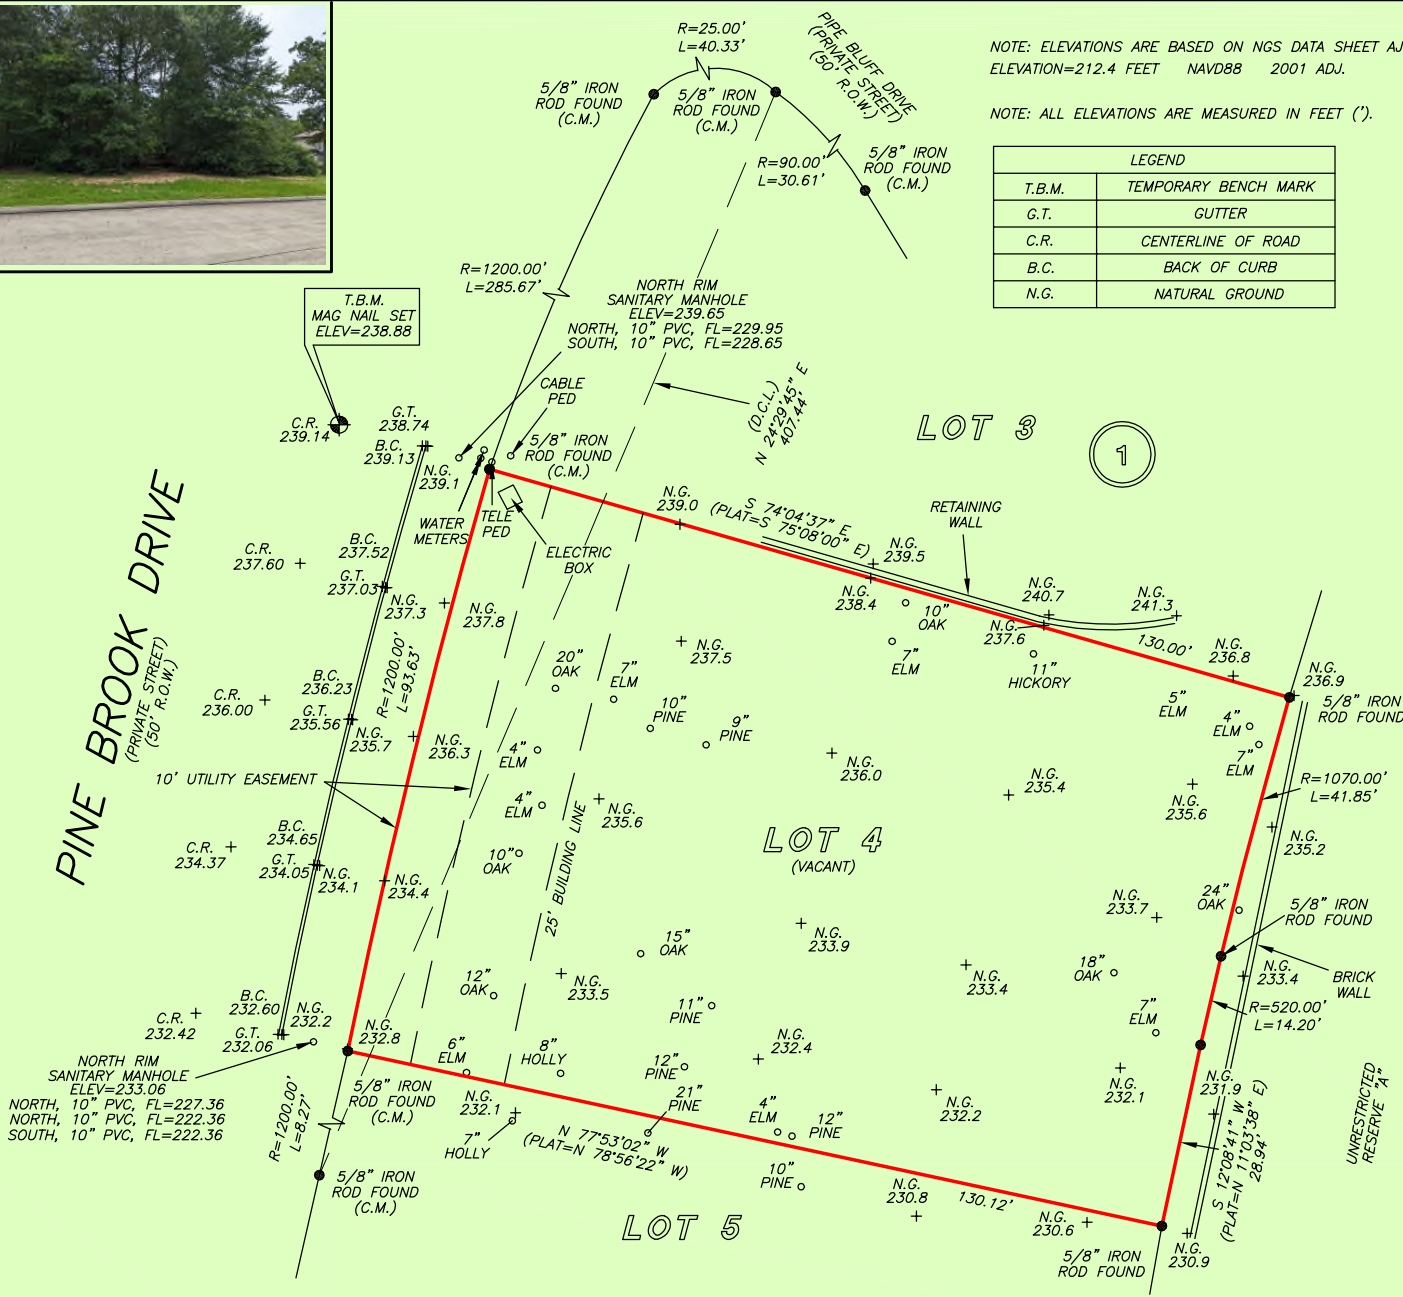 R=25.00'
L=40.33'
PIPE BLUFF DRIVE
(PRIVATE STREET)
(50' R.O.W.)
NOTE: ELEVATIONS ARE BASED ON NGS DATA SHEET AJ
ELEVATION=212.4 FEET NAVD88 2001 ADJ.
NOTE: ALL ELEVATIONS ARE MEASURED IN FEET (').
LEGEND
T.B.M. TEMPORARY BENCH MARK
G.T. GUTTER
C.R. CENTERLINE OF ROAD
B.C. BACK OF CURB
N.G. NATURAL GROUND
5/8" IRON
ROD FOUND
(C.M.)
5/8" IRON
ROD FOUND
(C.M.)
R=90.00'
L=30.61'
5/8" IRON
ROD FOUND
(C.M.)
R=1200.00'
L=285.67'
NORTH RIM
SANITARY MANHOLE
ELEV=239.65
NORTH, 10" PVC, FL=229.95
SOUTH, 10" PVC, FL=228.65
T.B.M.
MAG NAIL SET
ELEV=238.88
CABLE
PED
(D.C.L.)
N 24°29'45" E
407.44'
LOT 3
1
C.R.
239.14
G.T.
238.74
B.C.
239.13
N.G.
239.1
5/8" IRON
ROD FOUND
(C.M.)
WATER
METERS
TELE
PED
ELECTRIC
BOX
N.G.
239.0
S 74°04'37" E
(PLAT=S 75°08'00" E)
RETAINING
WALL
N.G.
239.5
N.G.
238.4
N.G.
240.7
N.G.
241.3
N.G.
237.6
130.00'
N.G.
236.8
N.G.
236.9
5/8" IRON
ROD FOUND
PINE BROOK DRIVE
(PRIVATE STREET)
(50' R.O.W.)
C.R.
237.60
B.C.
237.52
G.T.
237.03
N.G.
237.3
N.G.
237.8
R=1200.00'
L=93.63'
20"
OAK
7"
ELM
N.G.
237.5
10"
OAK
7"
ELM
11"
HICKORY
10"
PINE
9"
PINE
5"
ELM
4"
ELM
7"
ELM
C.R.
236.00
B.C.
236.23
G.T.
235.56
N.G.
235.7
N.G.
236.3
4"
ELM
N.G.
236.0
N.G.
235.4
N.G.
235.6
R=1070.00'
L=41.85'
10' UTILITY EASEMENT
4"
ELM
N.G.
235.6
25' BUILDING LINE
LOT 4
(VACANT)
N.G.
235.2
C.R.
234.37
B.C.
234.65
G.T.
234.05
N.G.
234.1
N.G.
234.4
10"
OAK
N.G.
233.7
24"
OAK
5/8" IRON
ROD FOUND
15"
OAK
N.G.
233.9
N.G.
233.4
18"
OAK
N.G.
233.4
BRICK
WALL
12"
OAK
N.G.
233.5
11"
PINE
7"
ELM
R=520.00'
L=14.20'
C.R.
232.42
B.C.
232.60
G.T.
232.06
N.G.
232.2
N.G.
232.8
NORTH RIM
SANITARY MANHOLE
ELEV=233.06
NORTH, 10" PVC, FL=227.36
NORTH, 10" PVC, FL=222.36
SOUTH, 10" PVC, FL=222.36
R=1200.00'
L=8.27'
5/8" IRON
ROD FOUND
(C.M.)
6"
ELM
8"
HOLLY
12"
PINE
21"
PINE
N.G.
232.4
N.G.
232.2
N.G.
232.1
N.G.
231.9
N.G.
232.1
7"
HOLLY
N 77°53'02" W
(PLAT=N 78°56'22" W)
4"
ELM
12"
PINE
10"
PINE
S 12°08'41" W
(PLAT=N 11°03'38" E)
28.94'
UNRESTRICTED
RESERVE "A"
5/8" IRON
ROD FOUND
(C.M.)
LOT 5
N.G.
230.8
130.12'
N.G.
230.6
5/8" IRON
ROD FOUND
N.G.
230.9